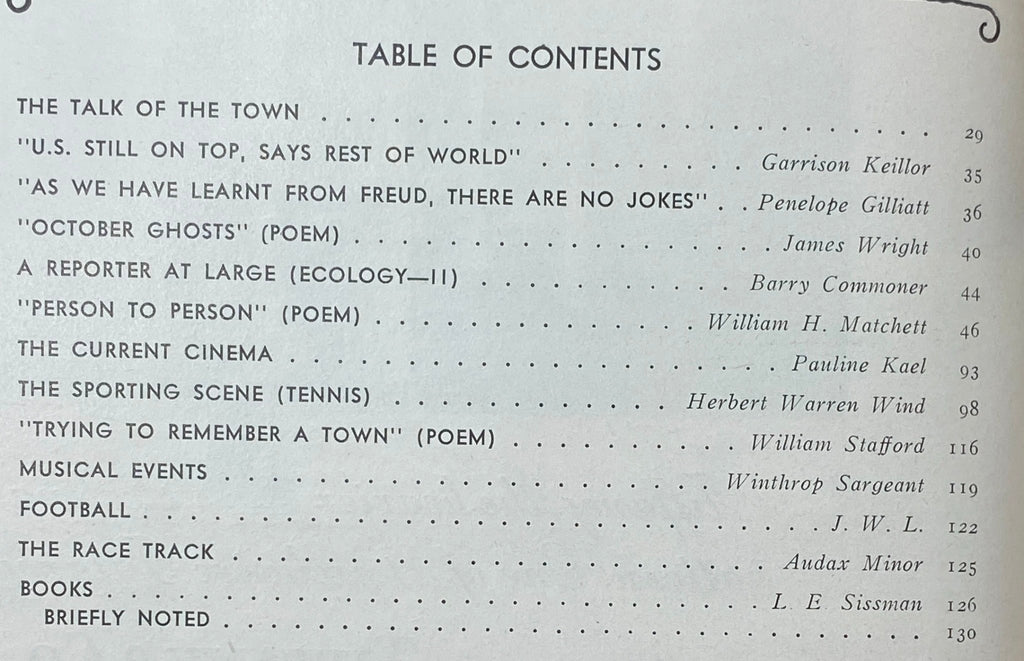 TABLE OF CONTENTS
THE TALK OF THE TOWN . . . . . . . . . . . . . . . . . . . . . . . 29
"U.S. STILL ON TOP, SAYS REST OF WORLD" . . . . . . . . . Garrison Keillor 35
"AS WE HAVE LEARNT FROM FREUD, THERE ARE NO JOKES" . . Penelope Gilliatt 36
"OCTOBER GHOSTS" (POEM) . . . . . . . . . . . . . . . . James Wright 40
A REPORTER AT LARGE (ECOLOGY—II) . . . . . . . . . . Barry Commoner 44
"PERSON TO PERSON" (POEM) . . . . . . . . . . . . . William H. Matchett 46
THE CURRENT CINEMA . . . . . . . . . . . . . . . . . . Pauline Kael 93
THE SPORTING SCENE (TENNIS) . . . . . . . . . . . Herbert Warren Wind 98
"TRYING TO REMEMBER A TOWN" (POEM) . . . . . . . . . William Stafford 116
MUSICAL EVENTS . . . . . . . . . . . . . . . . . . Winthrop Sargeant 119
FOOTBALL . . . . . . . . . . . . . . . . . . . . . . . . . J. W. L. 122
THE RACE TRACK . . . . . . . . . . . . . . . . . . . . Audax Minor 125
BOOKS . . . . . . . . . . . . . . . . . . . . . . . . L. E. Sissman 126
BRIEFLY NOTED . . . . . . . . . . . . . . . . . . . . . . . . . . 130